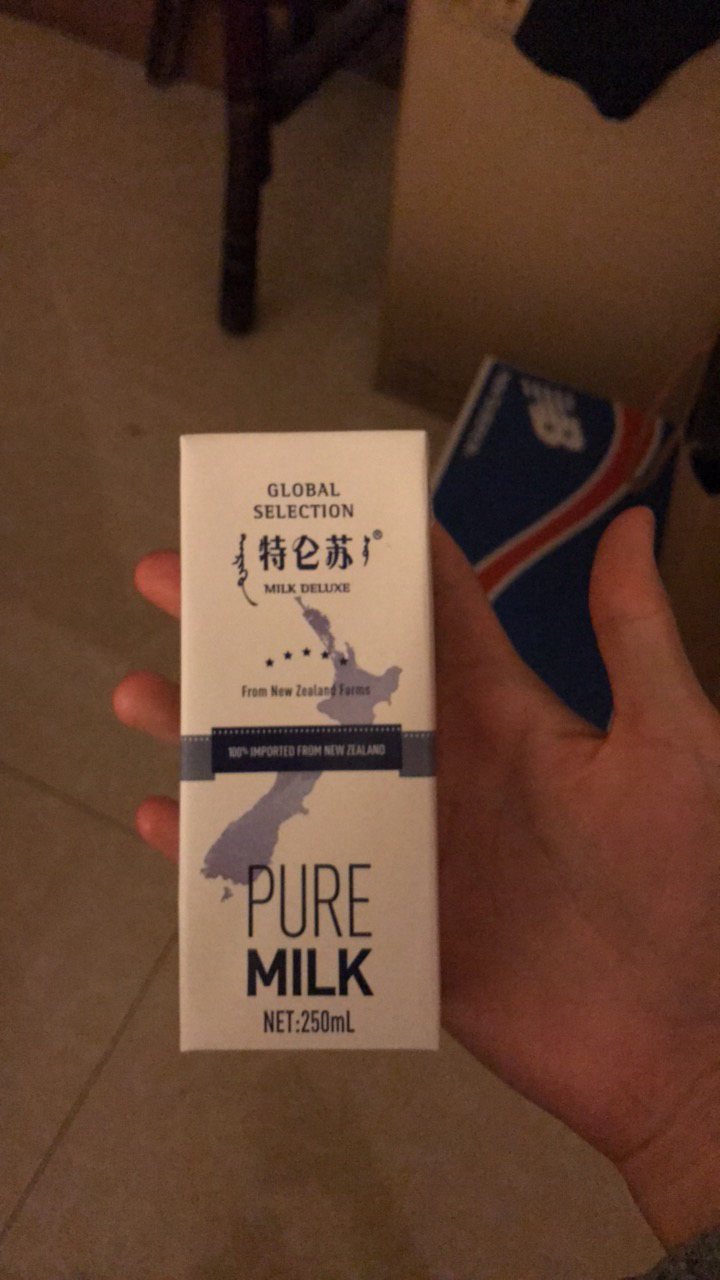 GLOBAL
SELECTION
特仑苏®
MILK DELUXE
From New Zealand Farms
100% IMPORTED FROM NEW ZEALAND
PURE
MILK
NET:250mL